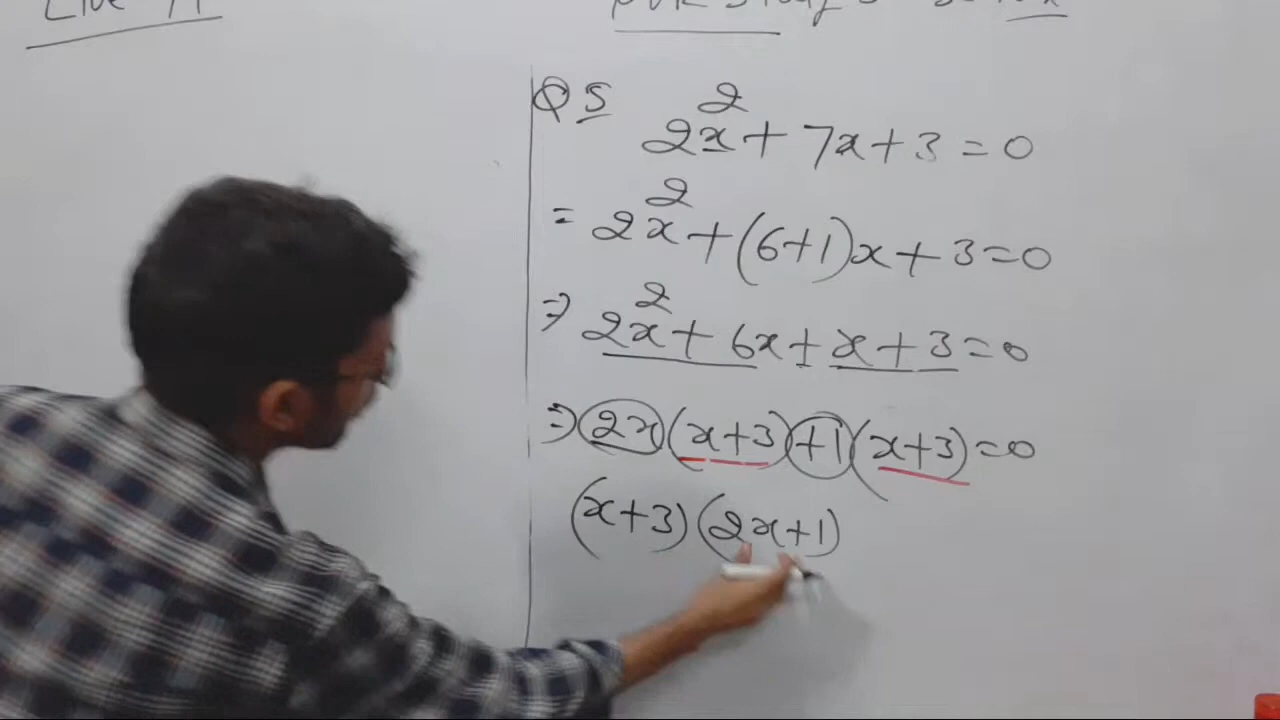 Q 5 2x² + 7x + 3 = 0
= 2x² + (6+1)x + 3 = 0
⇒ 2x² + 6x + x + 3 = 0
⇒ 2x (x+3) +1 (x+3) = 0
(x+3) (2x+1)